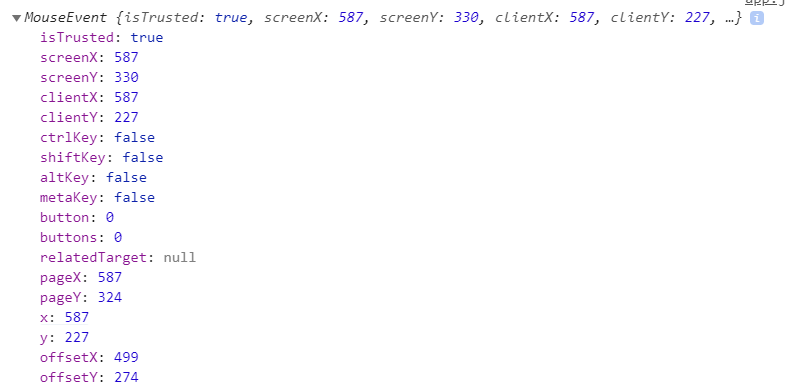 MouseEvent {isTrusted: true, screenX: 587, screenY: 330, clientX: 587, clientY: 227, …} i
isTrusted: true
screenX: 587
screenY: 330
clientX: 587
clientY: 227
ctrlKey: false
shiftKey: false
altKey: false
metaKey: false
button: 0
buttons: 0
relatedTarget: null
pageX: 587
pageY: 324
x: 587
y: 227
offsetX: 499
offsetY: 274